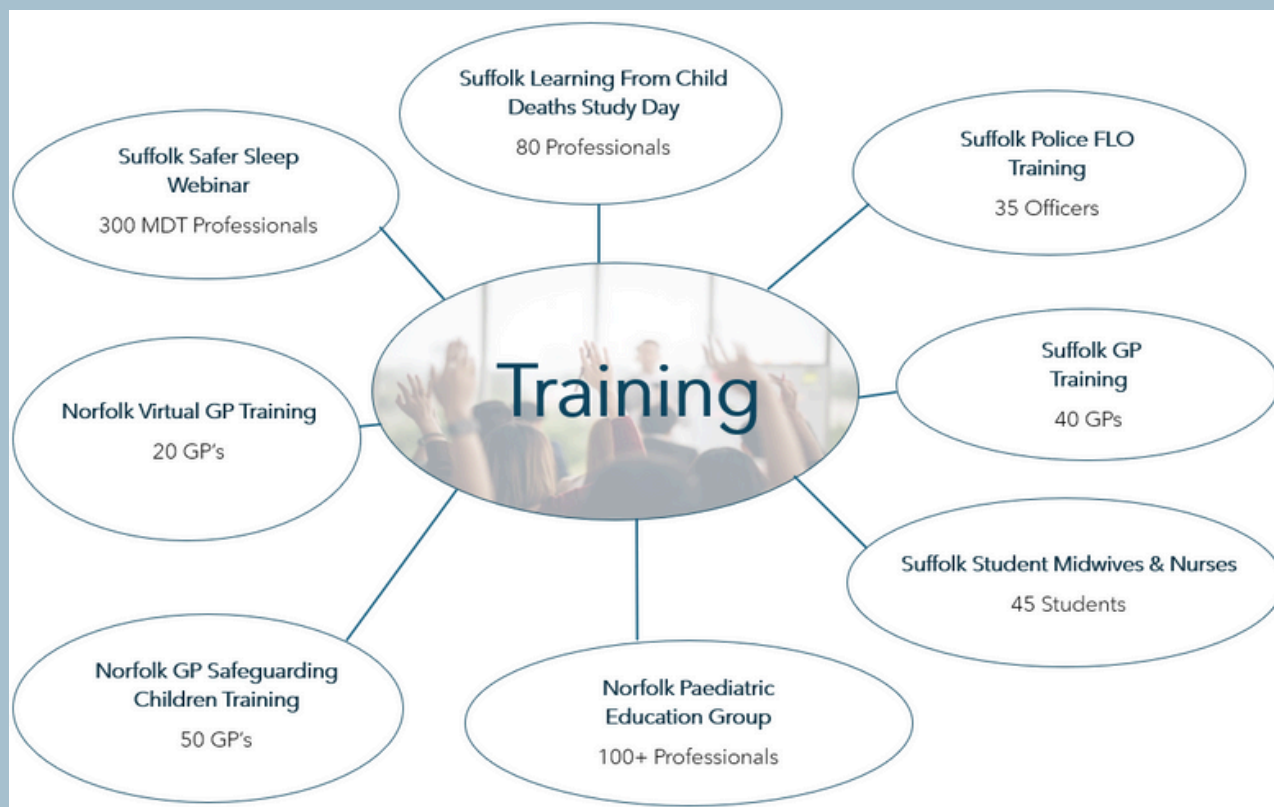 Suffolk Learning From Child
Deaths Study Day
80 Professionals
Suffolk Police FLO
Training
35 Officers
Suffolk Safer Sleep
Webinar
300 MDT Professionals
Training
Suffolk GP
Training
40 GPs
Norfolk Virtual GP Training
20 GP's
Suffolk Student Midwives & Nurses
45 Students
Norfolk GP Safeguarding
Children Training
50 GP's
Norfolk Paediatric
Education Group
100+ Professionals